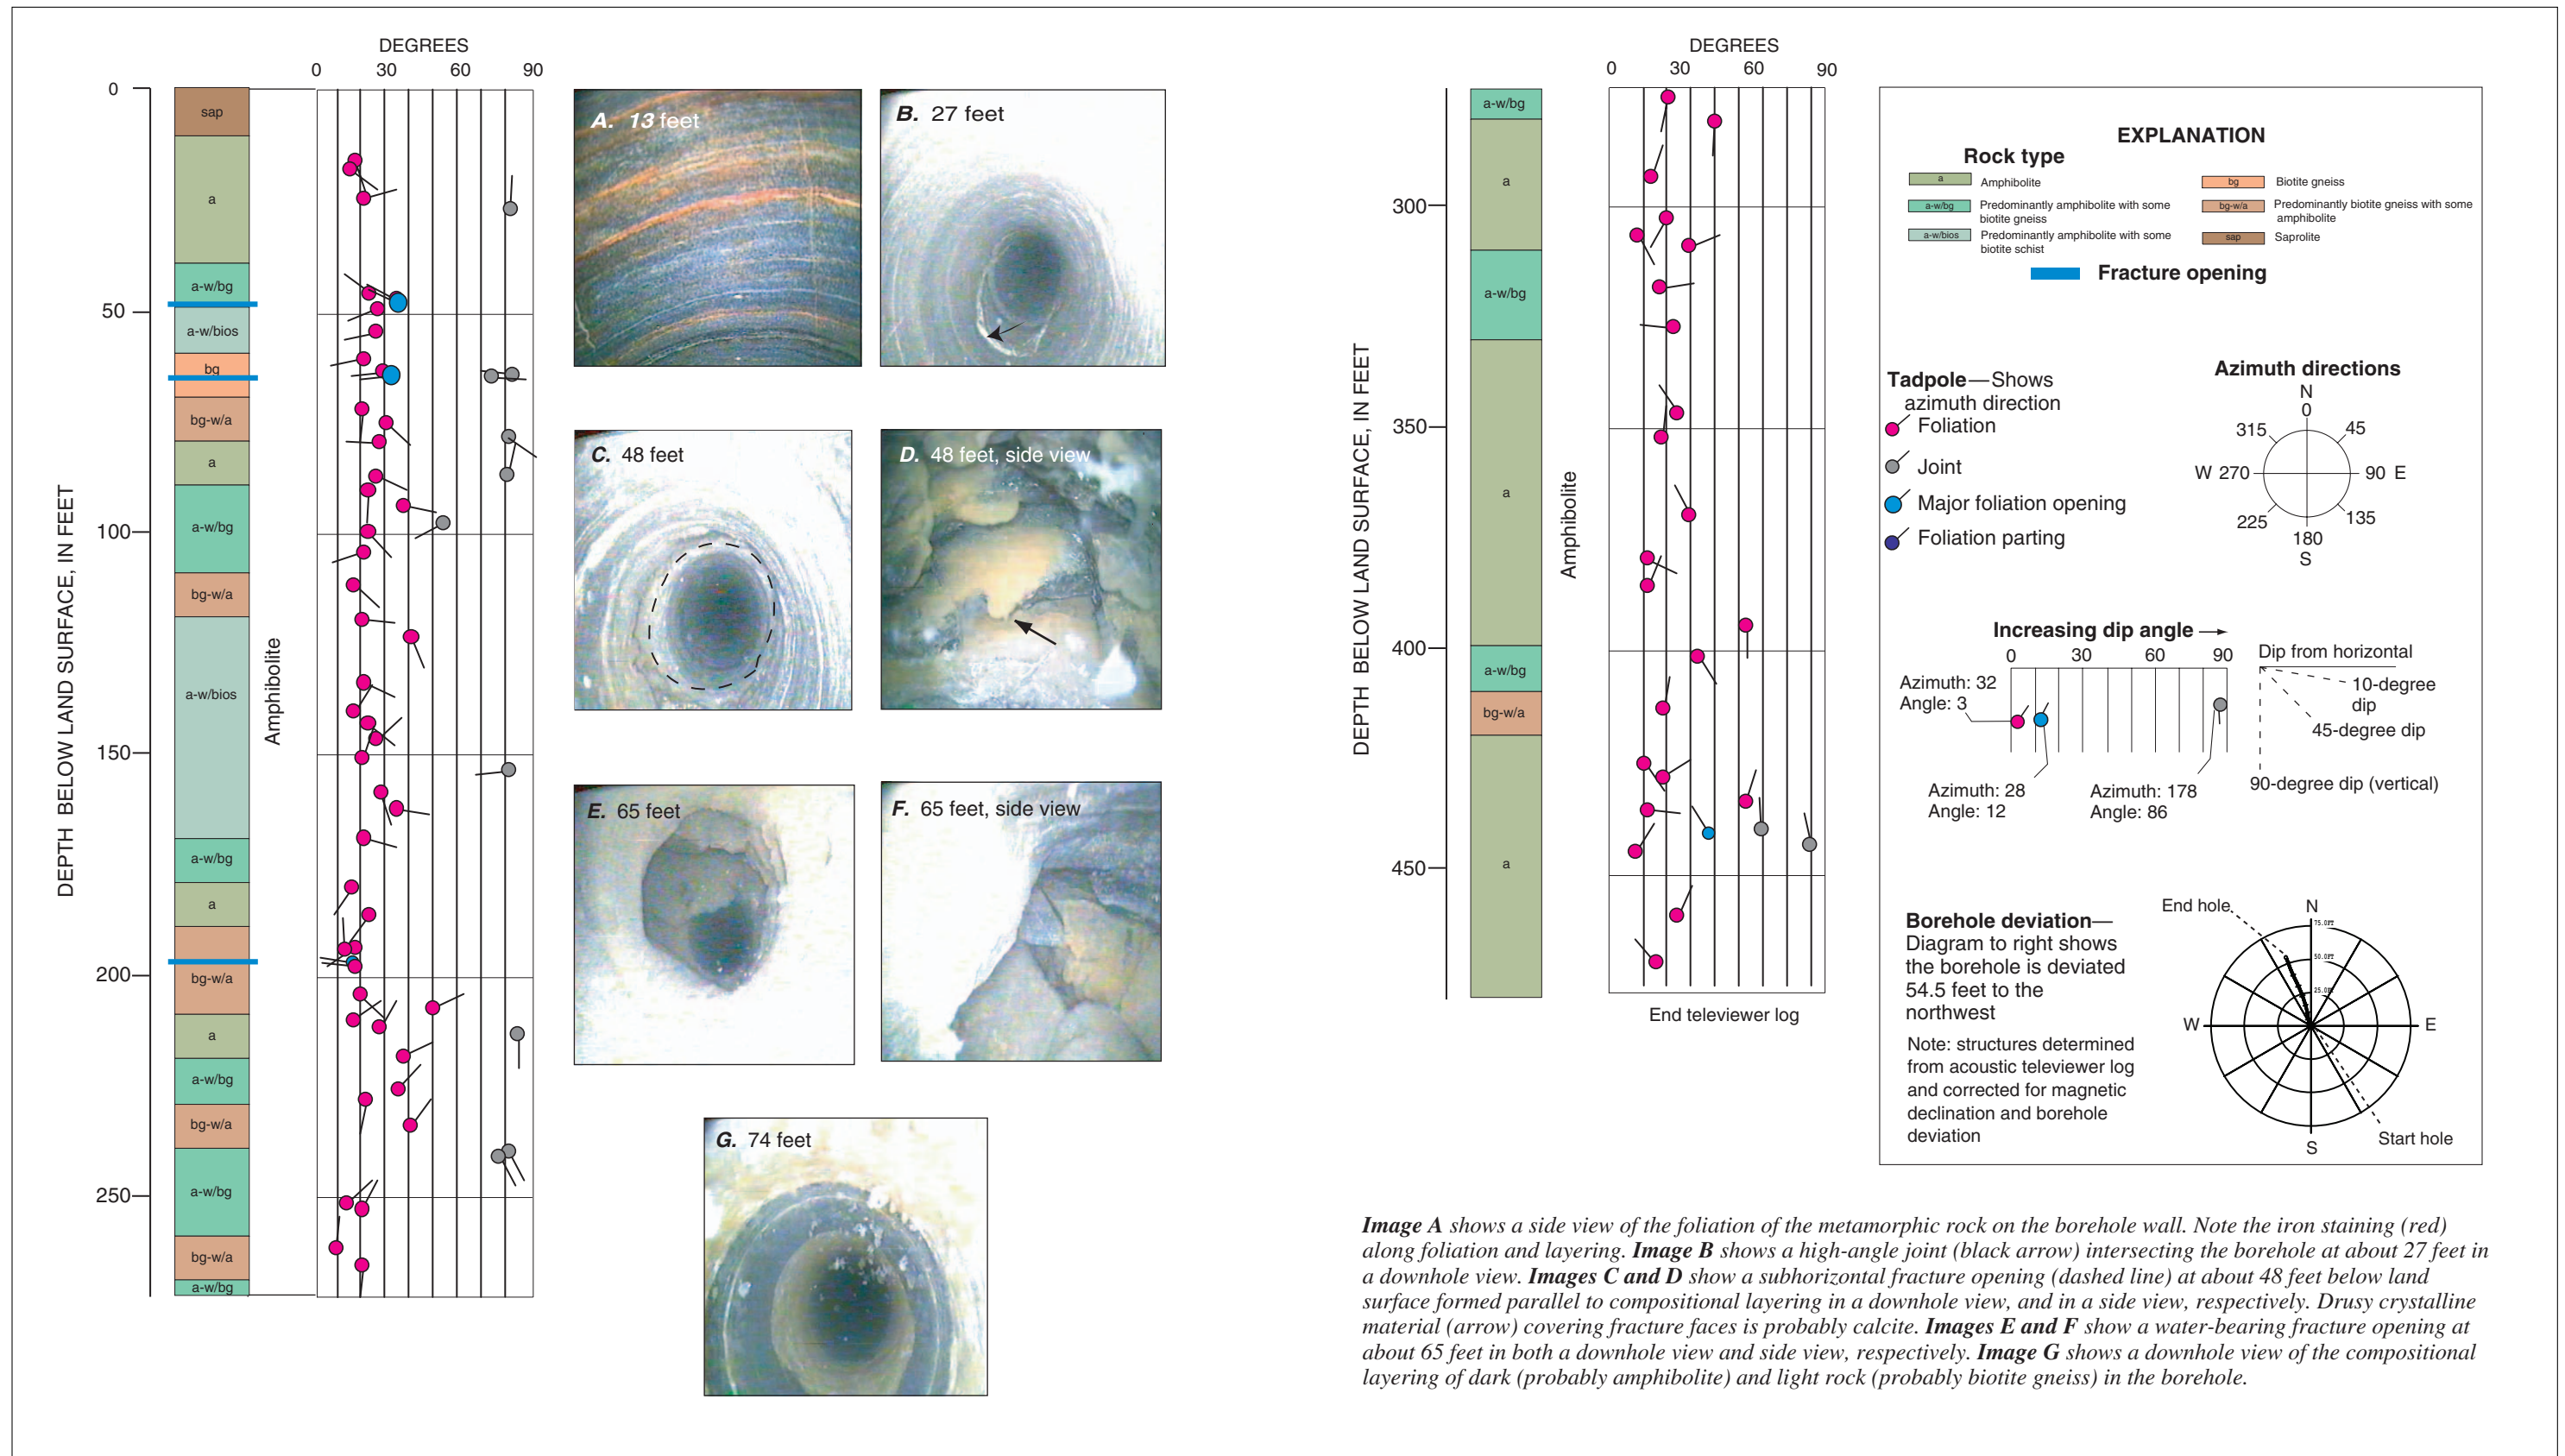 DEGREES
0 30 60 90
DEPTH BELOW LAND SURFACE, IN FEET
0
50
100
150
200
250
sap
a
a-w/bg
a-w/bios
bg
bg-w/a
a
a-w/bg
bg-w/a
a-w/bios
a-w/bg
a
bg-w/a
a
a-w/bg
bg-w/a
a-w/bg
bg-w/a
a-w/bg
Amphibolite
A. 13 feet
B. 27 feet
C. 48 feet
D. 48 feet, side view
E. 65 feet
F. 65 feet, side view
G. 74 feet
DEGREES
0 30 60 90
DEPTH BELOW LAND SURFACE, IN FEET
300
350
400
450
a-w/bg
a
a-w/bg
a
a-w/bg
bg-w/a
a
Amphibolite
End televiewer log
EXPLANATION
Rock type
a Amphibolite
a-w/bg Predominantly amphibolite with some
biotite gneiss
a-w/bios Predominantly amphibolite with some
biotite schist
bg Biotite gneiss
bg-w/a Predominantly biotite gneiss with some
amphibolite
sap Saprolite
Fracture opening
Tadpole—Shows
azimuth direction
Foliation
Joint
Major foliation opening
Foliation parting
Azimuth directions
N
0
315 45
W 270 90 E
225 135
180
S
Increasing dip angle
0 30 60 90
Azimuth: 32
Angle: 3
Azimuth: 28
Angle: 12
Azimuth: 178
Angle: 86
Dip from horizontal
10-degree
dip
45-degree dip
90-degree dip (vertical)
Borehole deviation—
Diagram to right shows
the borehole is deviated
54.5 feet to the
northwest
Note: structures determined
from acoustic televiewer log
and corrected for magnetic
declination and borehole
deviation
End hole
N
75.0FT
50.0FT
25.0FT
W E
S
Start hole
Image A shows a side view of the foliation of the metamorphic rock on the borehole wall. Note the iron staining (red)
along foliation and layering. Image B shows a high-angle joint (black arrow) intersecting the borehole at about 27 feet in
a downhole view. Images C and D show a subhorizontal fracture opening (dashed line) at about 48 feet below land
surface formed parallel to compositional layering in a downhole view, and in a side view, respectively. Drusy crystalline
material (arrow) covering fracture faces is probably calcite. Images E and F show a water-bearing fracture opening at
about 65 feet in both a downhole view and side view, respectively. Image G shows a downhole view of the compositional
layering of dark (probably amphibolite) and light rock (probably biotite gneiss) in the borehole.